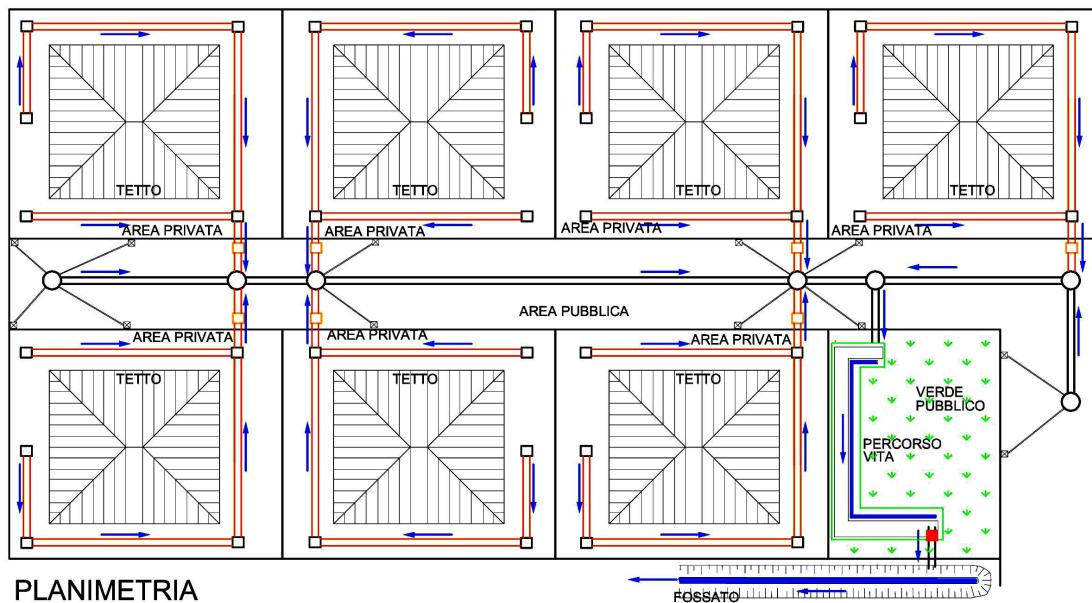 TETTO
TETTO
TETTO
TETTO
AREA PRIVATA
AREA PRIVATA
AREA PRIVATA
AREA PRIVATA
AREA PUBBLICA
AREA PRIVATA
AREA PRIVATA
AREA PRIVATA
TETTO
TETTO
TETTO
VERDE
PUBBLICO
PERCORSO
VITA
PLANIMETRIA
FOSSATO